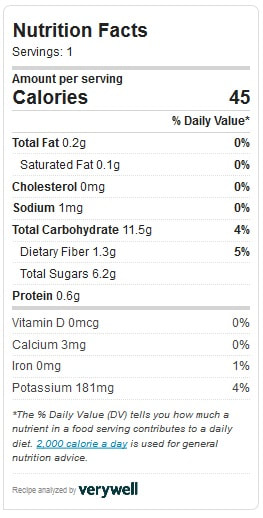 Nutrition Facts
Servings: 1
Amount per serving
Calories 45
% Daily Value*
Total Fat 0.2g 0%
Saturated Fat 0.1g 0%
Cholesterol 0mg 0%
Sodium 1mg 0%
Total Carbohydrate 11.5g 4%
Dietary Fiber 1.3g 5%
Total Sugars 6.2g
Protein 0.6g
Vitamin D 0mcg 0%
Calcium 3mg 0%
Iron 0mg 1%
Potassium 181mg 4%
*The % Daily Value (DV) tells you how much a
nutrient in a food serving contributes to a daily
diet. 2,000 calorie a day is used for general
nutrition advice.
Recipe analyzed by verywell